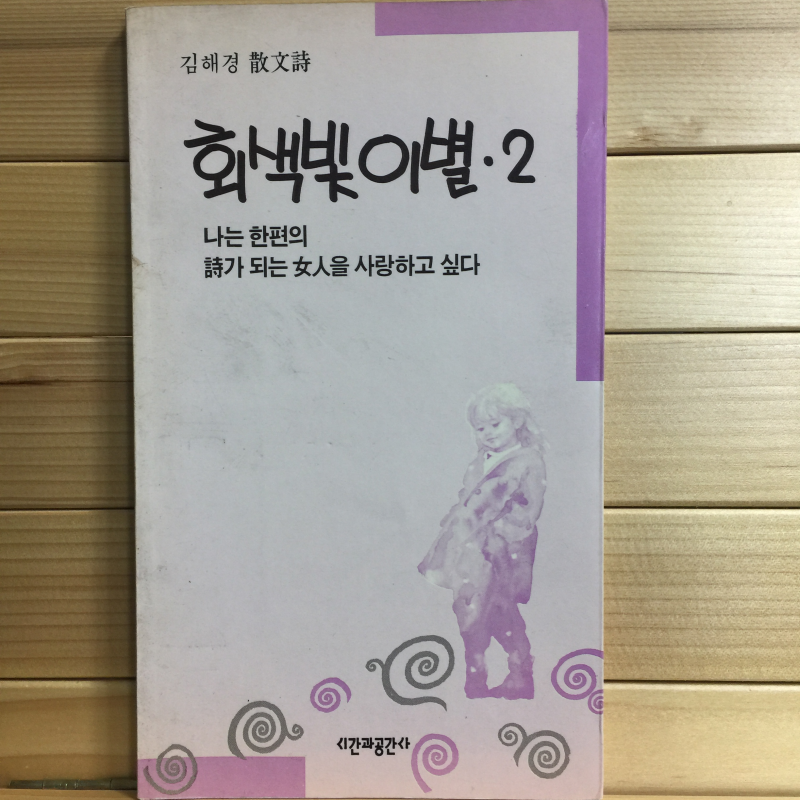 김해경 散文詩
회색빛 이별·2
나는 한편의
詩가 되는 女人을 사랑하고 싶다
시간과공간사